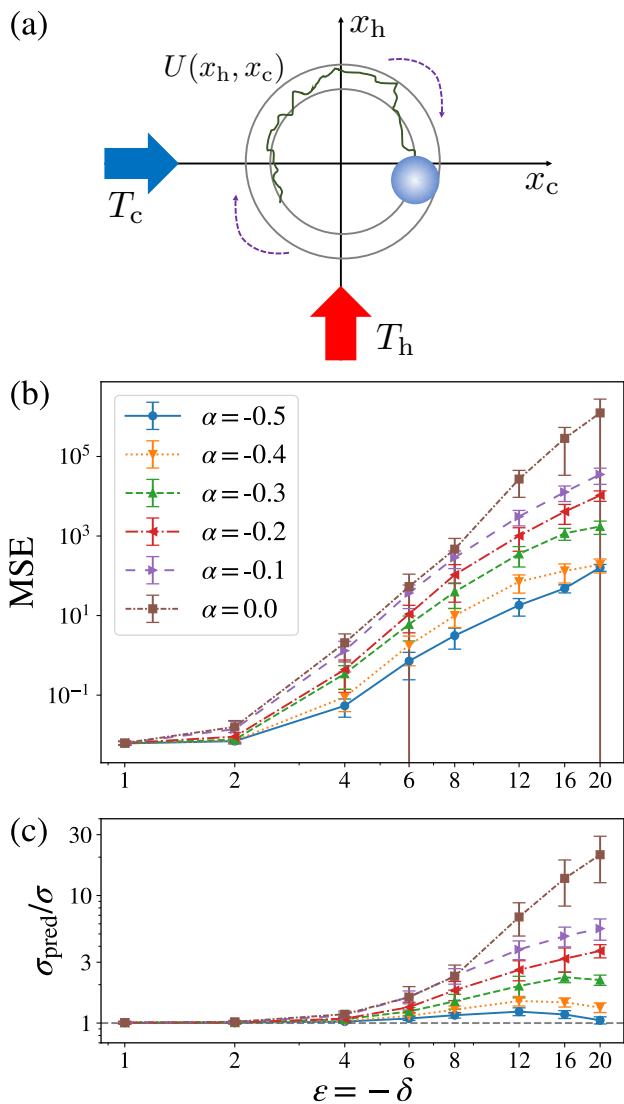 (a)
x_h
U(x_h, x_c)
x_c
T_c
T_h
(b)
α=-0.5
α=-0.4
α=-0.3
α=-0.2
α=-0.1
α=0.0
MSE
10^5
10^3
10^1
10^−1
1 2 4 6 8 12 16 20
(c)
σ_pred/σ
30
10
3
1
1 2 4 6 8 12 16 20
ε = −δ